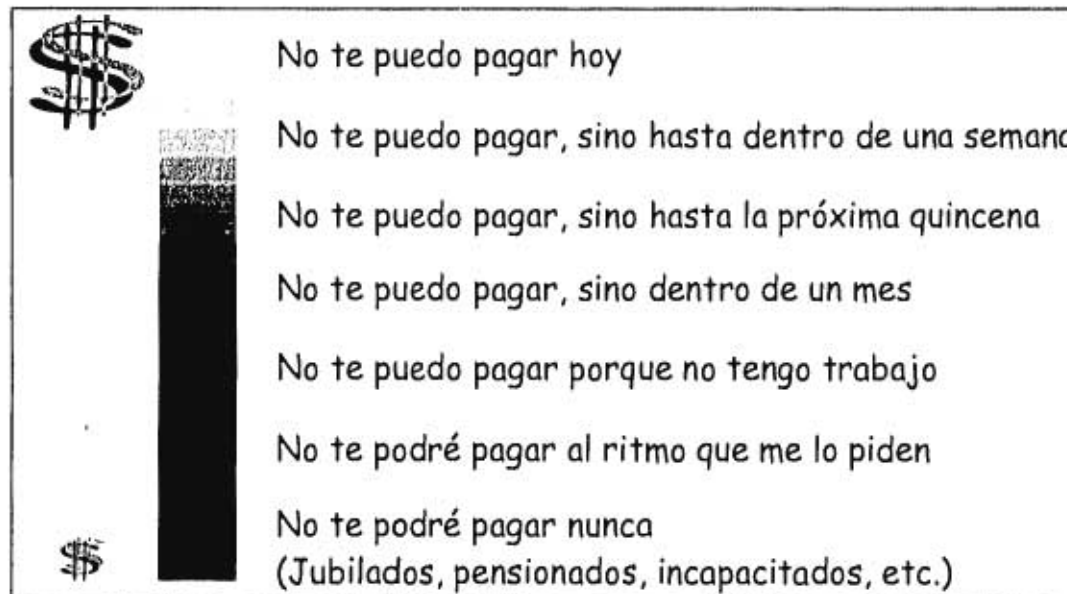 No te puedo pagar hoy
No te puedo pagar, sino hasta dentro de una semana
No te puedo pagar, sino hasta la próxima quincena
No te puedo pagar, sino dentro de un mes
No te puedo pagar porque no tengo trabajo
No te podré pagar al ritmo que me lo piden
No te podré pagar nunca
(Jubilados, pensionados, incapacitados, etc.)